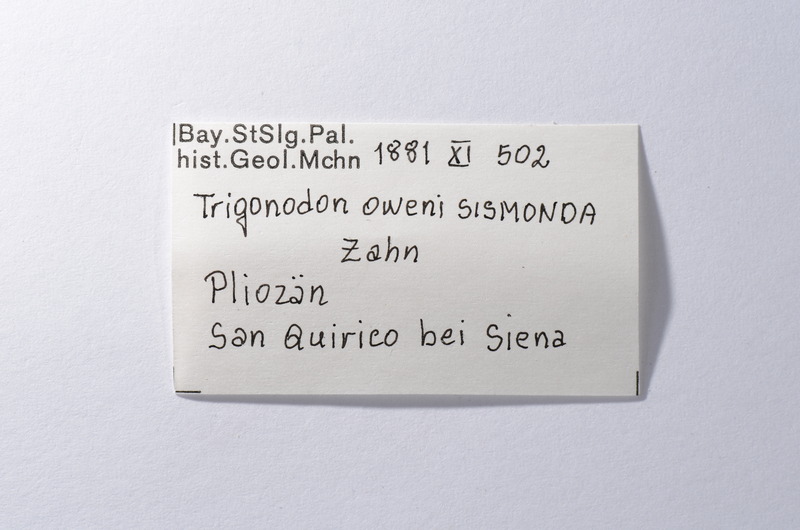 Bay.StSlg.Pal.
hist.Geol.Mchn 1881 XI 502
Trigonodon oweni SISMONDA
Zahn
Pliozän
San Quirico bei Siena